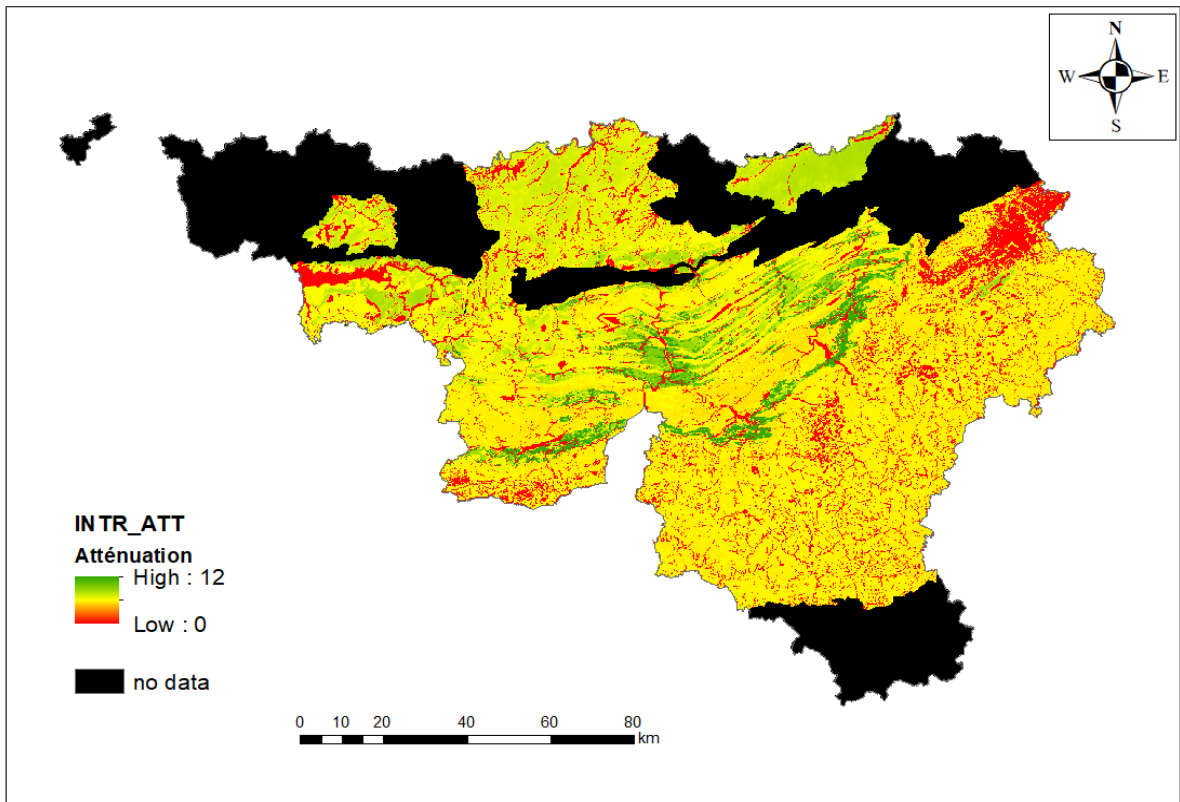 N
W E
S
INTR_ATT
Atténuation
High : 12
Low : 0
no data
0 10 20 40 60 80
km